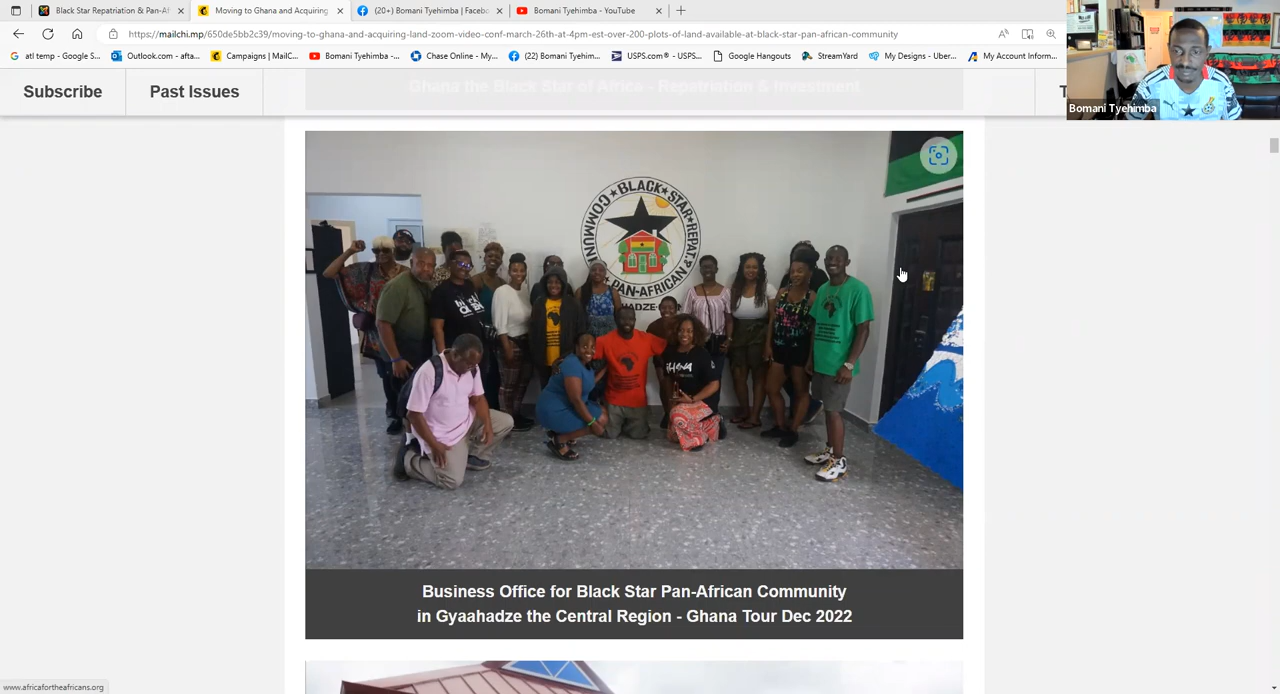 Black Star Repatriation & Pan-Af
Moving to Ghana and Acquiring
(20+) Bomani Tyehimba | Facebo
Bomani Tyehimba - YouTube
https://mailchi.mp/650de5bb2c39/moving-to-ghana-and-acquiring-land-zoom-video-conf-march-26th-at-4pm-est-over-200-plots-of-land-available-at-black-star-pan-african-community
atl temp - Google S...
Outlook.com - afta...
Campaigns | MailC...
Bomani Tyehimba -...
Chase Online - My...
(22) Bomani Tyehim...
USPS.com® - USPS...
Google Hangouts
StreamYard
My Designs - Uber...
My Account Inform...
Bomani Tyehimba
Subscribe
Past Issues
Ghana the Black Star of Africa - Repatriation & Investment
BLACK★STAR★REPAT.
PAN-AFRICAN
COMMUNI
Business Office for Black Star Pan-African Community
in Gyaahadze the Central Region - Ghana Tour Dec 2022
www.africafortheafricans.org